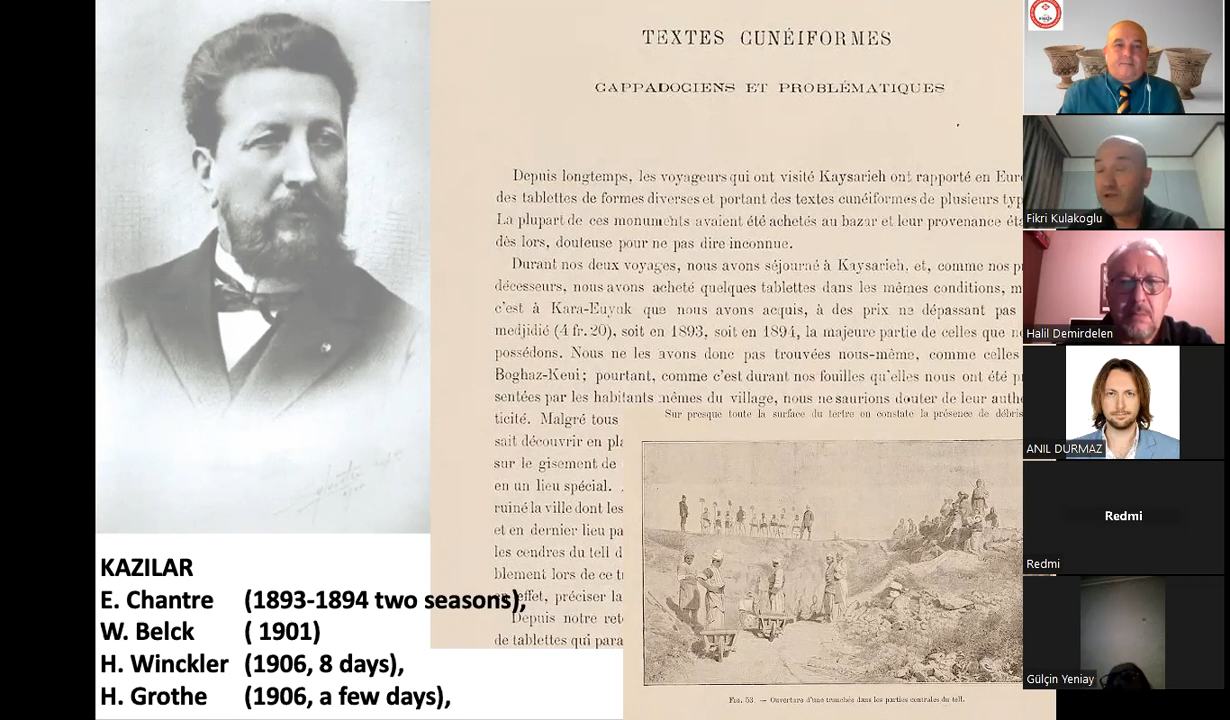 TEXTES CUNÉIFORMES
CAPPADOCIENS ET PROBLÉMATIQUES
Depuis longtemps, les voyageurs qui ont visité Kaysarieh ont rapporté en Euro
des tablettes de formes diverses et portant des textes cunéiformes de plusieurs typ
La plupart de ces monuments avaient été achetés au bazar et leur provenance éta
dès lors, douteuse pour ne pas dire inconnue.
Durant nos deux voyages, nous avons séjourné à Kaysarieh, et, comme nos p
décesseurs, nous avons acheté quelques tablettes dans les mêmes conditions, m
c'est à Kara-Euyuk que nous avons acquis, à des prix ne dépassant pas
medjidié (4 fr. 20), soit en 1893, soit en 1894, la majeure partie de celles que n
possédons. Nous ne les avons donc pas trouvées nous-même, comme celles
Boghaz-Keui; pourtant, comme c'est durant nos fouilles qu'elles nous ont été p
sentées par les habitants mêmes du village, nous ne saurions douter de leur authe
ticité. Malgré tous
sait découvrir en pla
sur le gisement de
en un lieu spécial.
ruiné la ville dont les
et en dernier lieu pa
les cendres du tell d
blement lors de ce t
effet, préciser la
Depuis notre reto
de tablettes qui para
Sur presque toute la surface du tertre on constate la présence de débris
FIG. 53. — Ouverture d'une tranchée dans les parties centrales du tell.
KAZILAR
E. Chantre (1893-1894 two seasons),
W. Belck ( 1901)
H. Winckler (1906, 8 days),
H. Grothe (1906, a few days),
Fikri Kulakoglu
Halil Demirdelen
ANIL DURMAZ
Redmi
Redmi
Gülçin Yeniay